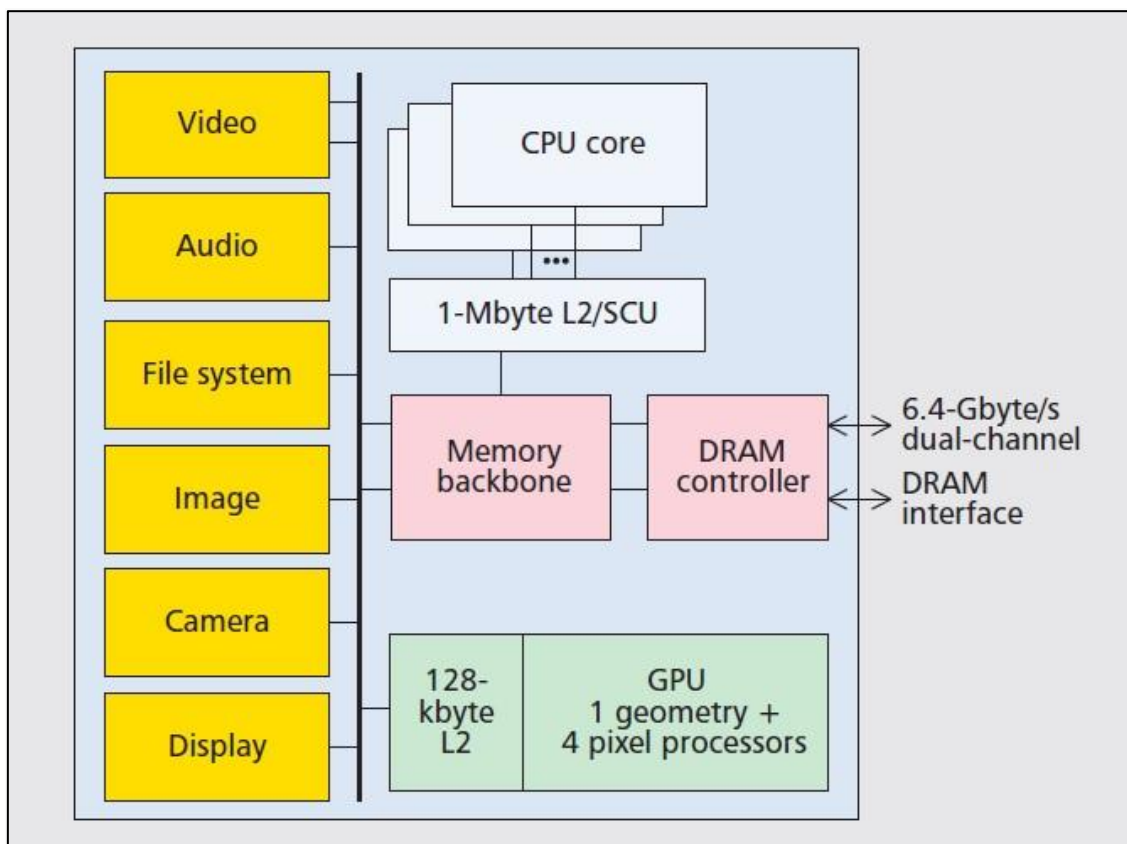 Video
Audio
File system
Image
Camera
Display
CPU core
•••
1-Mbyte L2/SCU
Memory
backbone
DRAM
controller
6.4-Gbyte/s
dual-channel
DRAM
interface
128-
kbyte
L2
GPU
1 geometry +
4 pixel processors